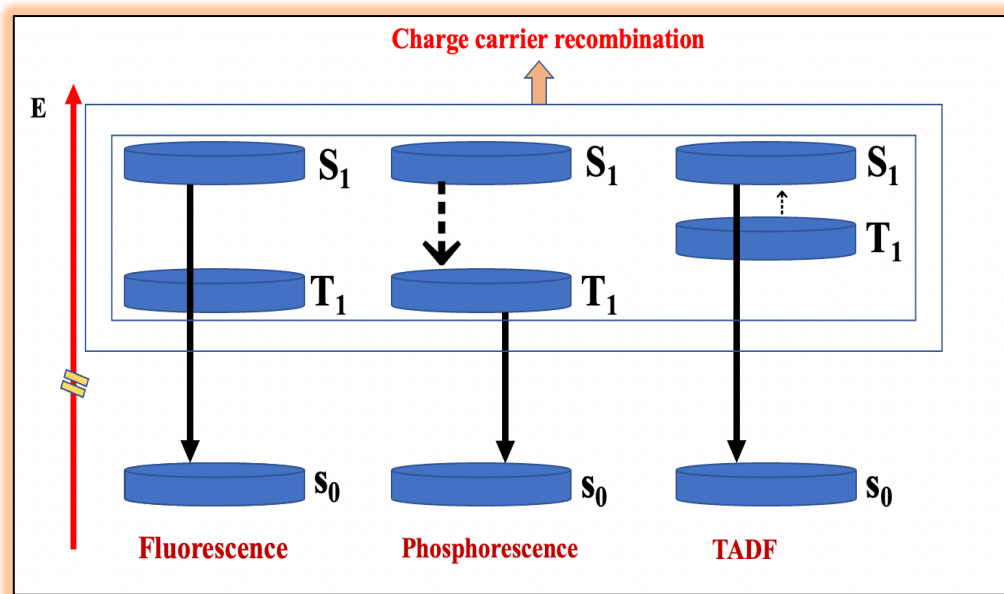 Charge carrier recombination
E
S₁ S₁ S₁
T₁ T₁ T₁
s₀ s₀ s₀
Fluorescence Phosphorescence TADF